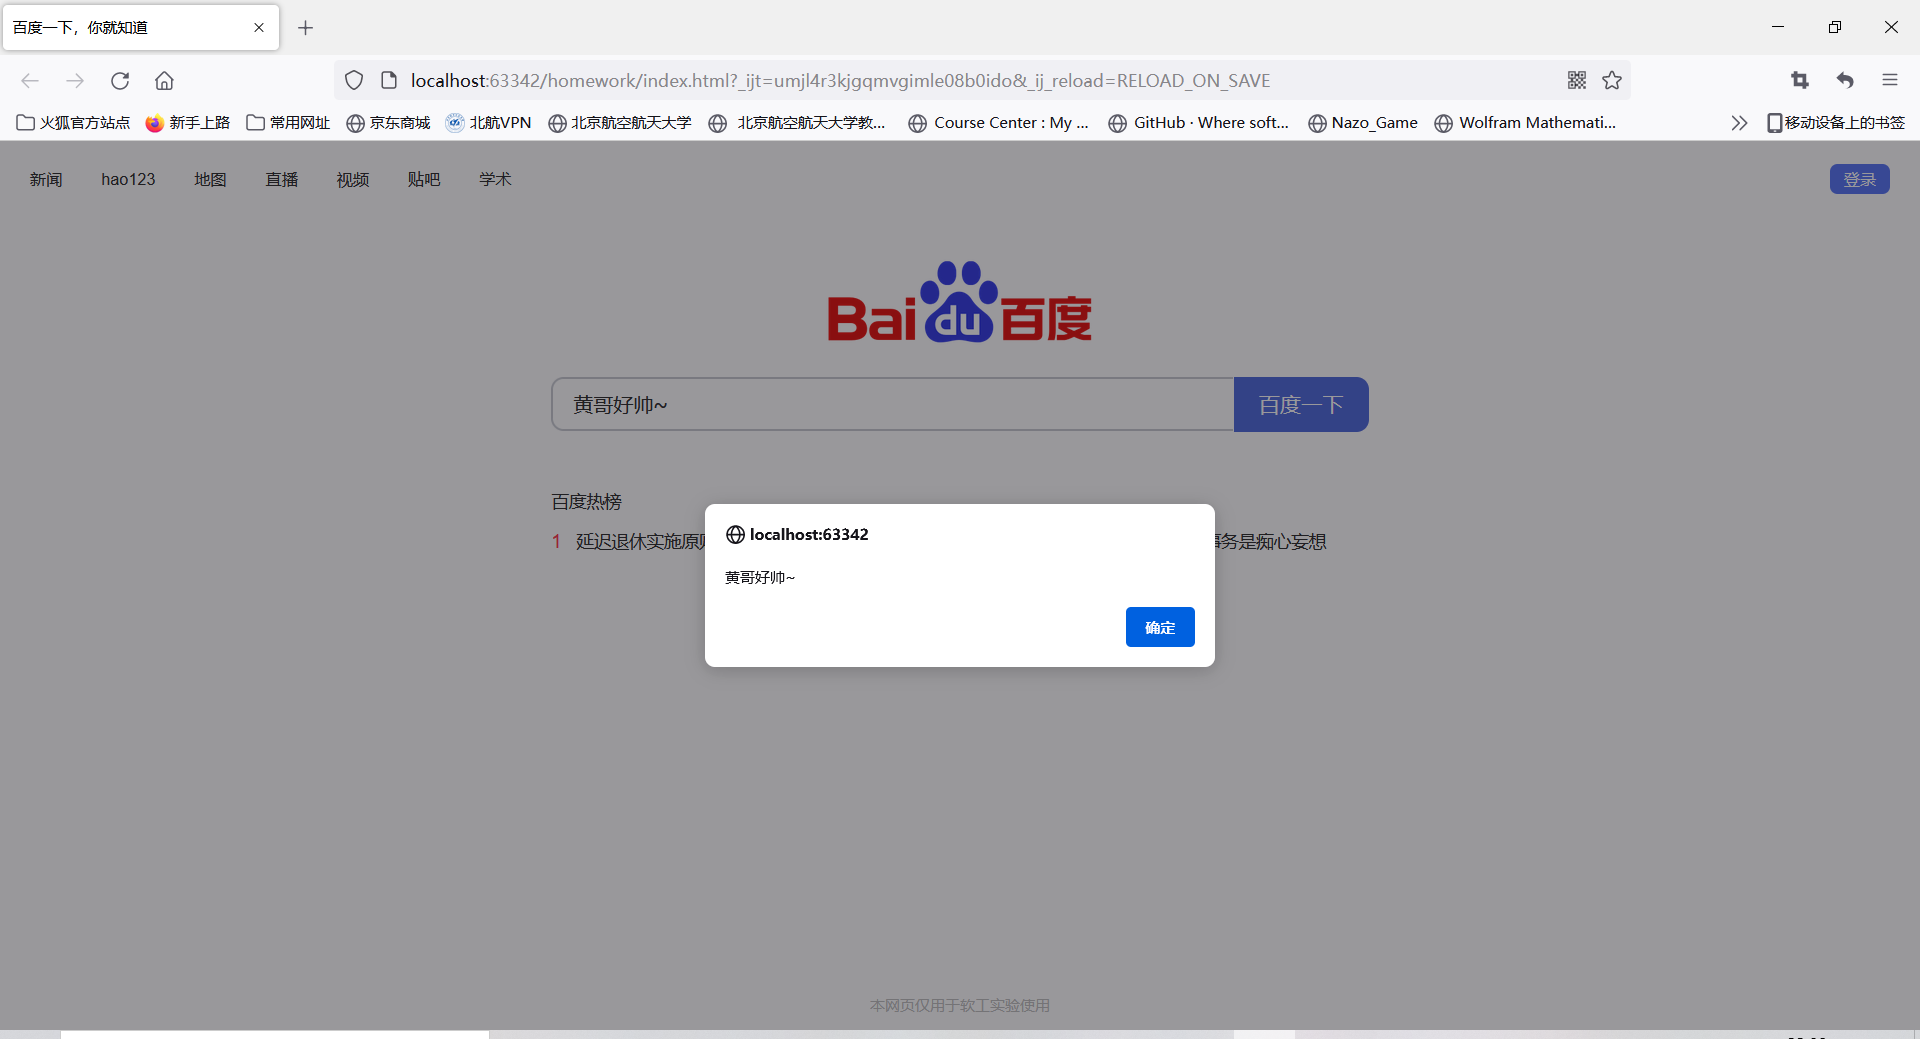 百度一下，你就知道
localhost:63342/homework/index.html?_ijt=umjl4r3kjgqmvgimle08b0ido&_ij_reload=RELOAD_ON_SAVE
火狐官方站点 新手上路 常用网址 京东商城 北航VPN 北京航空航天大学 北京航空航天大学教... Course Center : My ... GitHub · Where soft... Nazo_Game Wolfram Mathemati... 移动设备上的书签
新闻 hao123 地图 直播 视频 贴吧 学术 登录
Bai du 百度
黄哥好帅~ 百度一下
百度热榜
1 延迟退休实施原 务是痴心妄想
localhost:63342
黄哥好帅~
确定
本网页仅用于软工实验使用